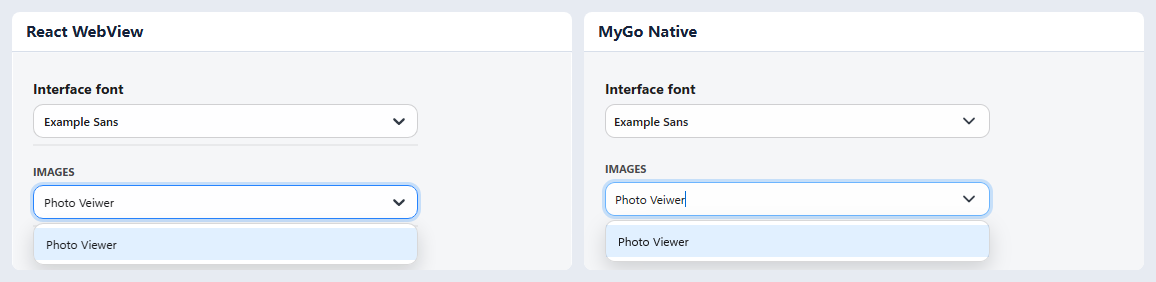 React WebView
Interface font
Example Sans
IMAGES
Photo Veiwer
Photo Viewer
MyGo Native
Interface font
Example Sans
IMAGES
Photo Veiwer
Photo Viewer